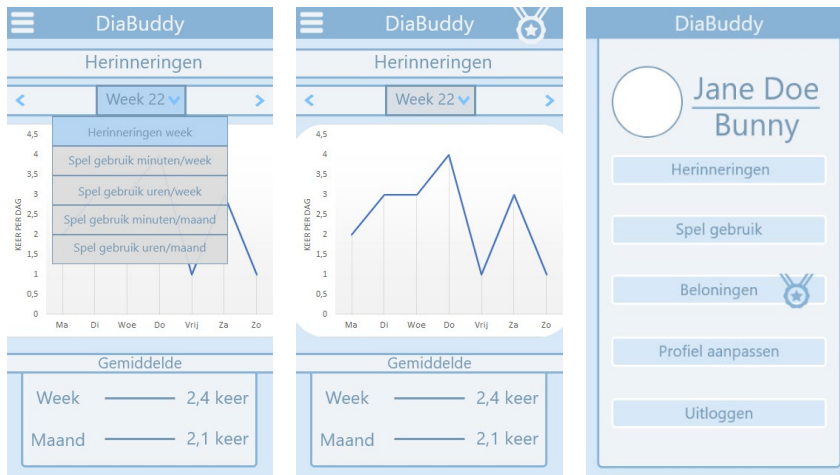 DiaBuddy
Herinneringen
Week 22
Herinneringen week
Spel gebruik minuten/week
Spel gebruik uren/week
Spel gebruik minuten/maand
Spel gebruik uren/maand
KEER PER DAG
4,5
4
3,5
3
2,5
2
1,5
1
0,5
0
Ma Di Woe Do Vrij Za Zo
Gemiddelde
Week 2,4 keer
Maand 2,1 keer
DiaBuddy
Herinneringen
Week 22
KEER PER DAG
4,5
4
3,5
3
2,5
2
1,5
1
0,5
0
Ma Di Woe Do Vrij Za Zo
Gemiddelde
Week 2,4 keer
Maand 2,1 keer
DiaBuddy
Jane Doe
Bunny
Herinneringen
Spel gebruik
Beloningen
Profiel aanpassen
Uitloggen